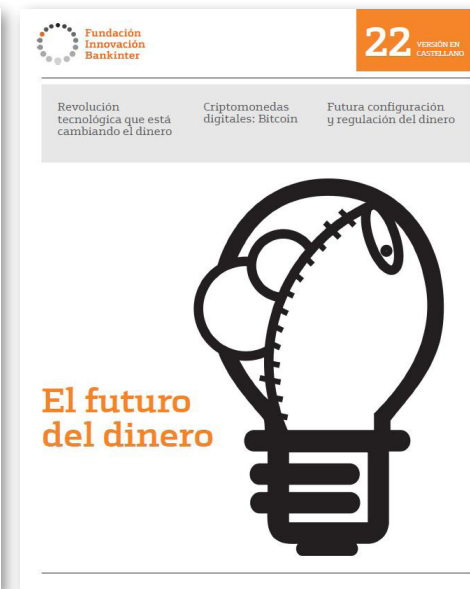 Fundación
Innovación
Bankinter
22
VERSIÓN EN
CASTELLANO
Revolución
tecnológica que está
cambiando el dinero
Criptomonedas
digitales: Bitcoin
Futura configuración
y regulación del dinero
El futuro
del dinero